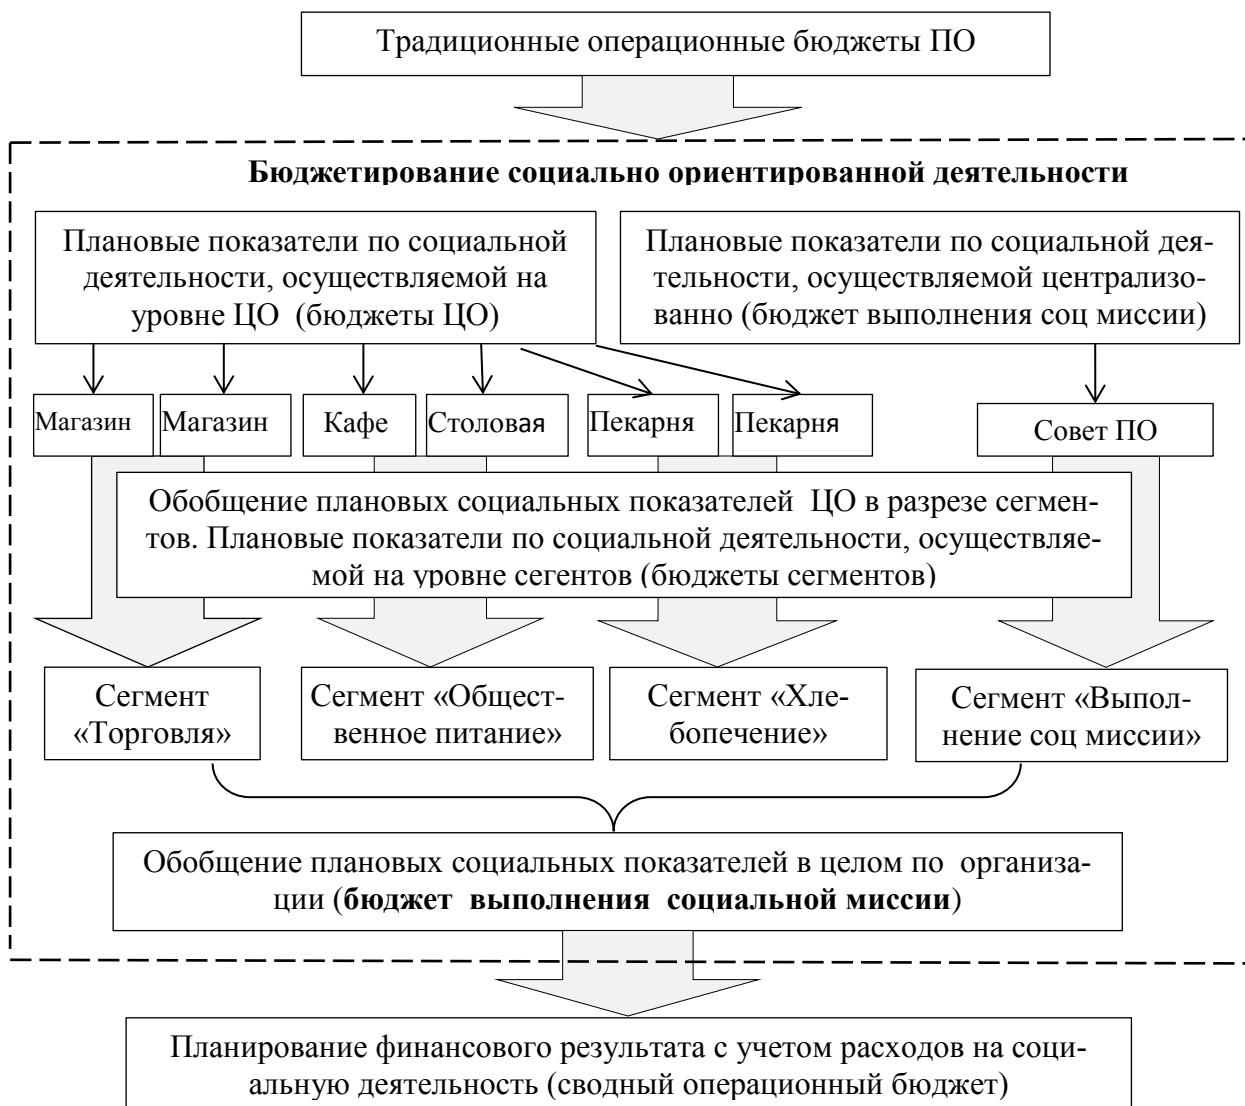 Традиционные операционные бюджеты ПО
Бюджетирование социально ориентированной деятельности
Плановые показатели по социальной
деятельности, осуществляемой на
уровне ЦО (бюджеты ЦО)
Плановые показатели по социальной дея-
тельности, осуществляемой централизо-
ванно (бюджет выполнения соц миссии)
Магазин
Магазин
Кафе
Столовая
Пекарня
Пекарня
Совет ПО
Обобщение плановых социальных показателей ЦО в разрезе сегмен-
тов. Плановые показатели по социальной деятельности, осуществляе-
мой на уровне сегентов (бюджеты сегментов)
Сегмент
«Торговля»
Сегмент «Общест-
венное питание»
Сегмент «Хле-
бопечение»
Сегмент «Выпол-
нение соц миссии»
Обобщение плановых социальных показателей в целом по организа-
ции (бюджет выполнения социальной миссии)
Планирование финансового результата с учетом расходов на соци-
альную деятельность (сводный операционный бюджет)